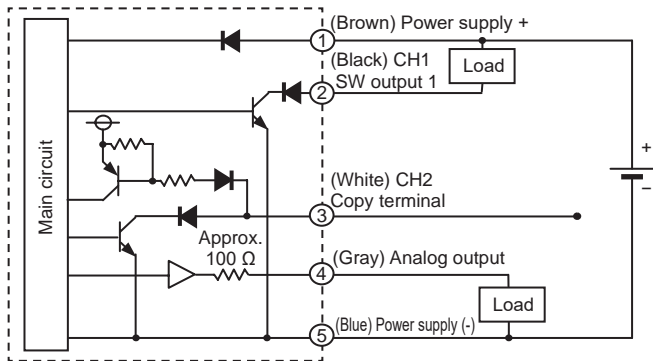 (Brown) Power supply +
1
(Black) CH1
Load
2
SW output 1
Main circuit
+
−
(White) CH2
3
Copy terminal
Approx.
100 Ω
4
(Gray) Analog output
Load
5
(Blue) Power supply (-)